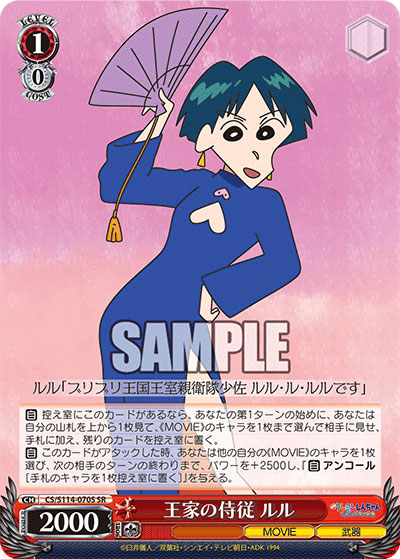 LEVEL
1
0
COST
SAMPLE
ルル「ブリブリ王国王室親衛隊少佐 ルル・ル・ルルです」
自 控え室にこのカードがあるなら、あなたの第1ターンの始めに、あなたは
自分の山札を上から1枚見て、《MOVIE》のキャラを1枚まで選んで相手に見せ、
手札に加え、残りのカードを控え室に置く。
自 このカードがアタックした時、あなたは他の自分の《MOVIE》のキャラを1枚
選び、次の相手のターンの終わりまで、パワーを+2500し、『自 アンコール
［手札のキャラを1枚控え室に置く］』を与える。
CH CS/S114-070S SR
2000
王家の侍従 ルル
MOVIE 武器
©臼井儀人／双葉社・シンエイ・テレビ朝日・ADK 1994